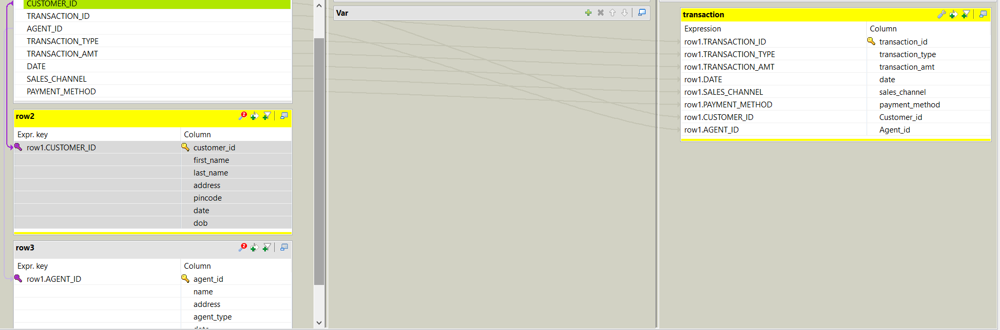 CUSTOMER_ID
TRANSACTION_ID
AGENT_ID
TRANSACTION_TYPE
TRANSACTION_AMT
DATE
SALES_CHANNEL
PAYMENT_METHOD
row2
2
Expr. key Column
row1.CUSTOMER_ID customer_id
first_name
last_name
address
pincode
date
dob
row3
2
Expr. key Column
row1.AGENT_ID agent_id
name
address
agent_type
Var
transaction
Expression Column
row1.TRANSACTION_ID transaction_id
row1.TRANSACTION_TYPE transaction_type
row1.TRANSACTION_AMT transaction_amt
row1.DATE date
row1.SALES_CHANNEL sales_channel
row1.PAYMENT_METHOD payment_method
row1.CUSTOMER_ID Customer_id
row1.AGENT_ID Agent_id